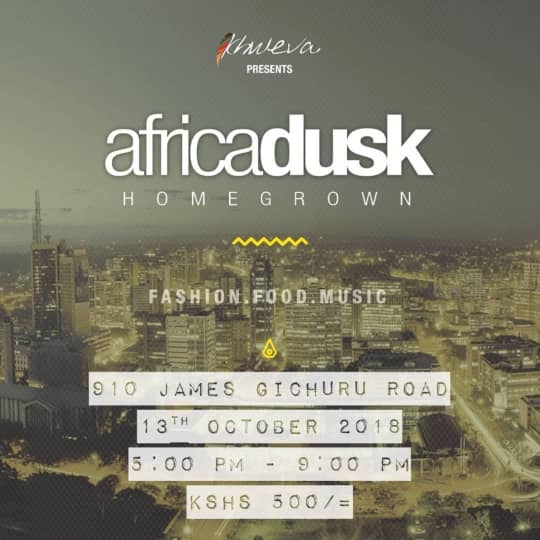 Khweva
PRESENTS
africadusk
HOMEGROWN
FASHION.FOOD.MUSIC
910 JAMES GICHURU ROAD
13TH OCTOBER 2018
5:00 PM - 9:00 PM
KSHS 500/=